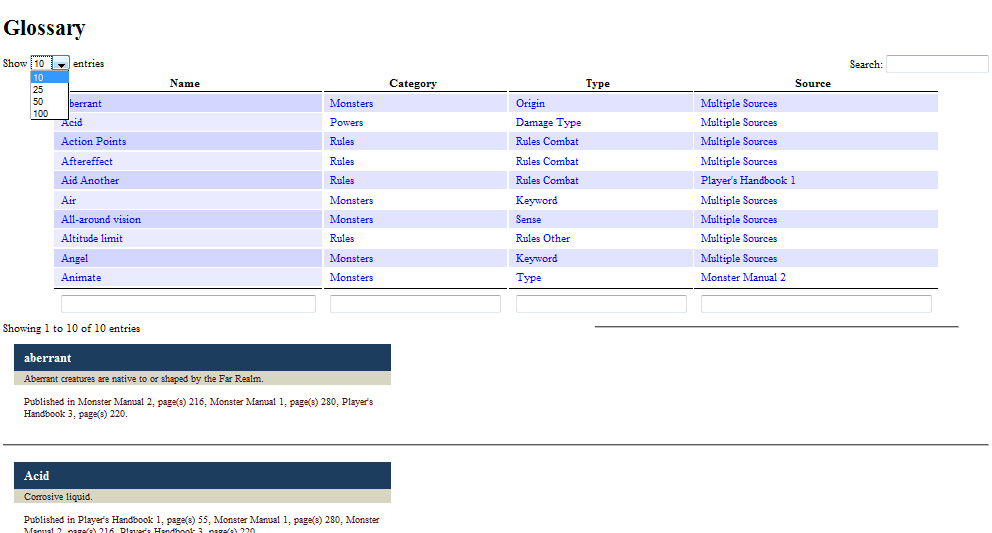 Glossary
Show 10 entries Search:
10
25
50
100
Name Category Type Source
berrant Monsters Origin Multiple Sources
Acid Powers Damage Type Multiple Sources
Action Points Rules Rules Combat Multiple Sources
Aftereffect Rules Rules Combat Multiple Sources
Aid Another Rules Rules Combat Player's Handbook 1
Air Monsters Keyword Multiple Sources
All-around vision Monsters Sense Multiple Sources
Altitude limit Rules Rules Other Multiple Sources
Angel Monsters Keyword Multiple Sources
Animate Monsters Type Monster Manual 2
Showing 1 to 10 of 10 entries
aberrant
Aberrant creatures are native to or shaped by the Far Realm.
Published in Monster Manual 2, page(s) 216, Monster Manual 1, page(s) 280, Player's
Handbook 3, page(s) 220.
Acid
Corrosive liquid.
Published in Player's Handbook 1, page(s) 55, Monster Manual 1, page(s) 280, Monster
Manual 2, page(s) 216, Player's Handbook 3, page(s) 220